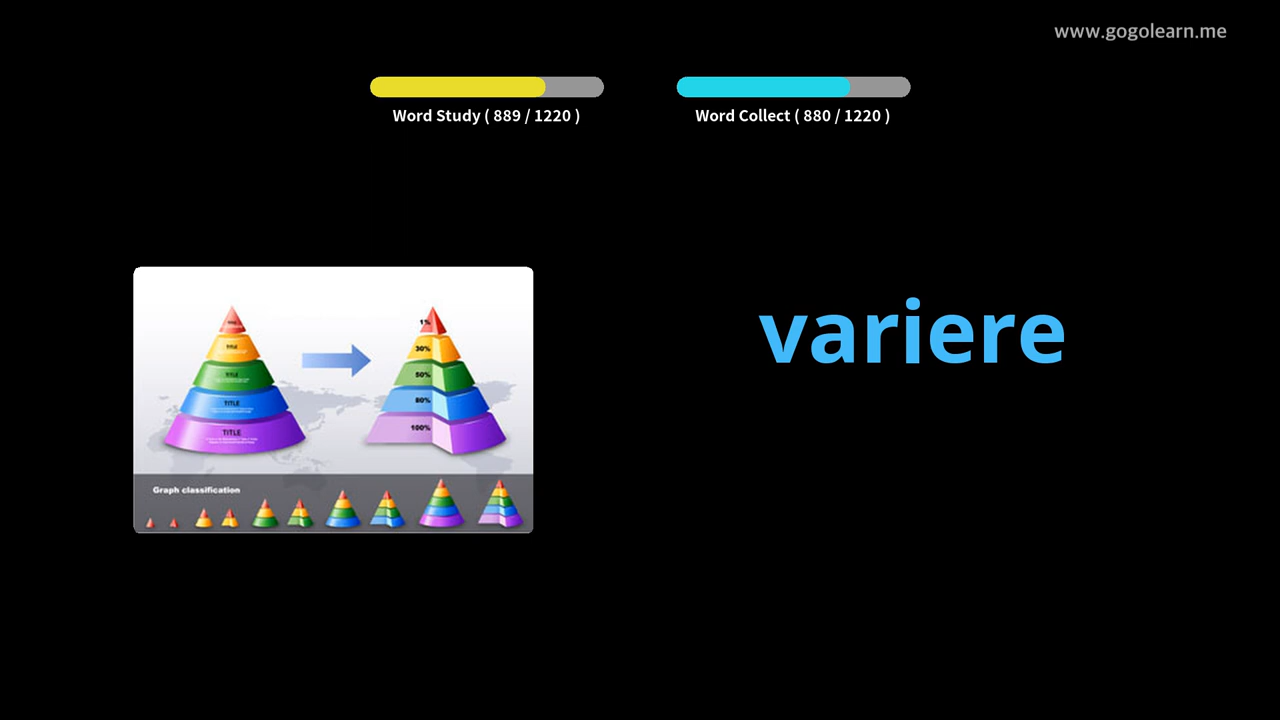 www.gogolearn.me
Word Study ( 889 / 1220 )
Word Collect ( 880 / 1220 )
variere
1%
TITLE
30%
TITLE
50%
TITLE
80%
TITLE
100%
Graph classification